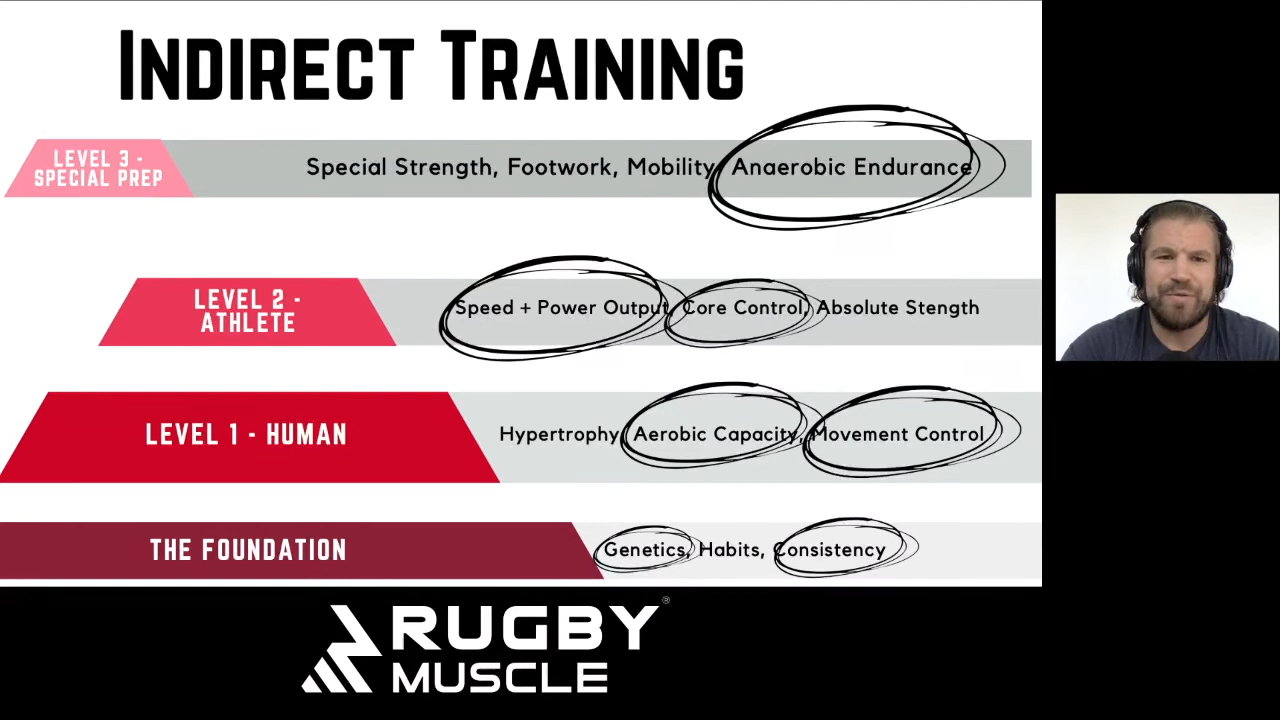 INDIRECT TRAINING
LEVEL 3 -
SPECIAL PREP
Special Strength, Footwork, Mobility, Anaerobic Endurance
LEVEL 2 -
ATHLETE
Speed + Power Output, Core Control, Absolute Stength
LEVEL 1 - HUMAN
Hypertrophy, Aerobic Capacity, Movement Control
THE FOUNDATION
Genetics, Habits, Consistency
RUGBY®
MUSCLE